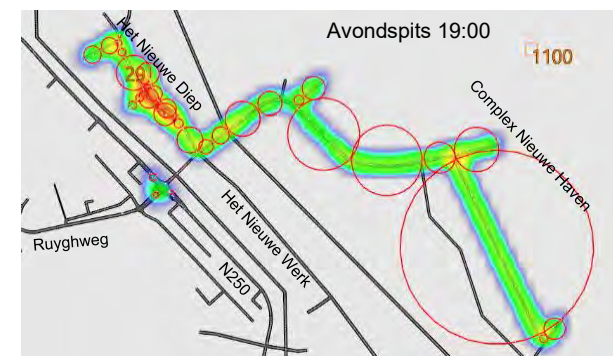 Avondspits 19:00
1100
Het Nieuwe Diep
29
Complex Nieuwe Haven
Het Nieuwe Werk
Ruyghweg
N250